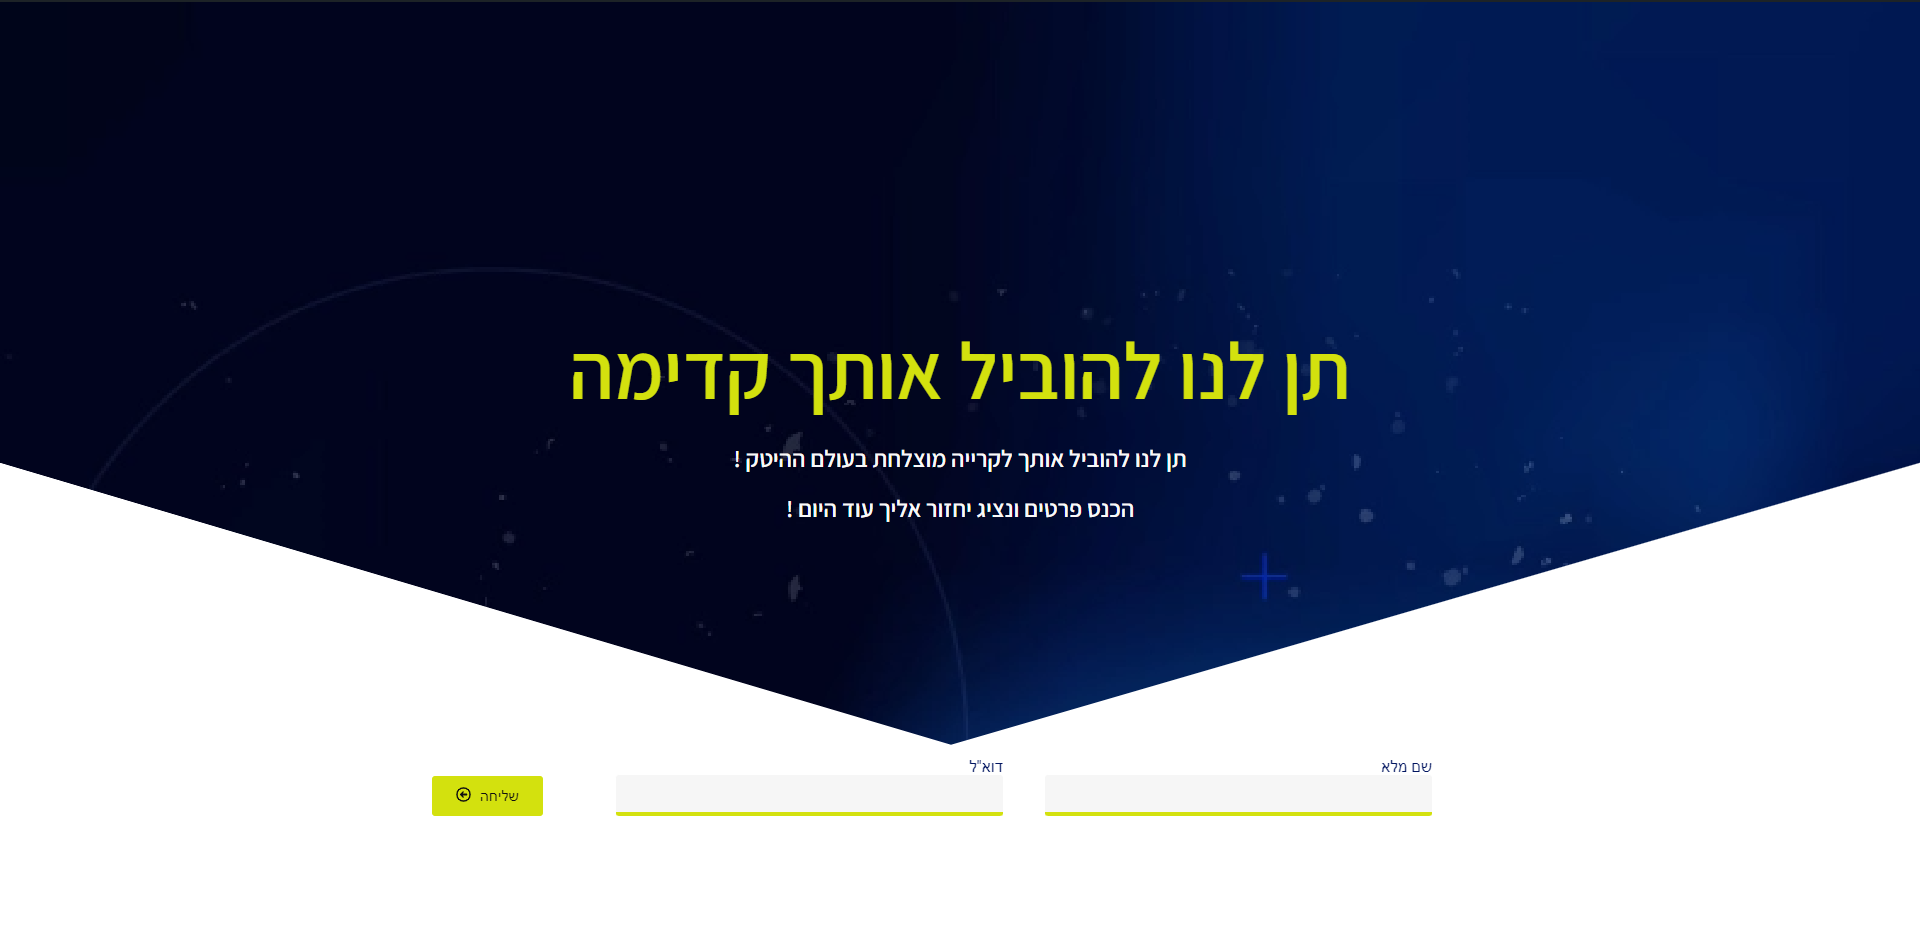 תן לנו להוביל אותך קדימה
תן לנו להוביל אותך לקרייה מוצלחת בעולם ההיטק !
הכנס פרטים ונציג יחזור אליך עוד היום !
שם מלא
דוא"ל
שליחה